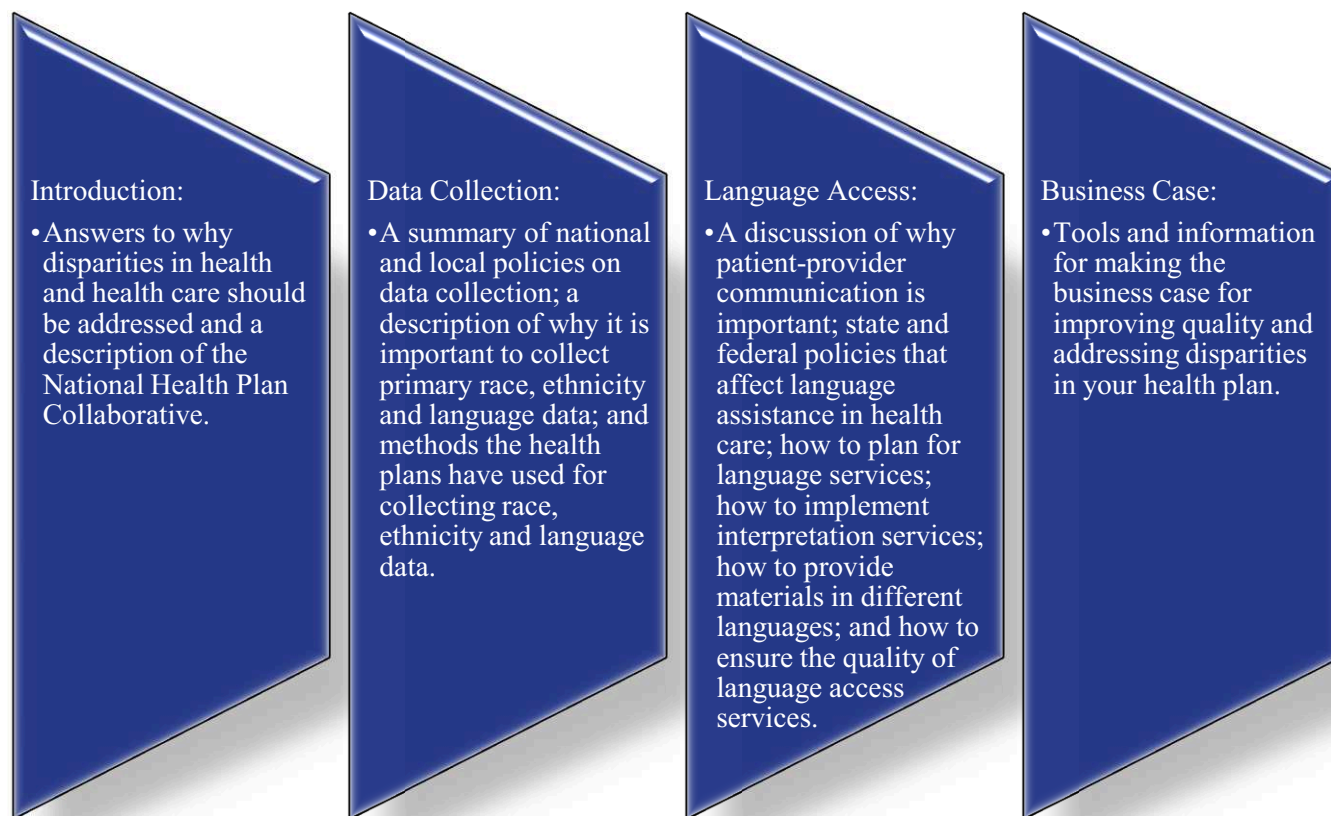 Introduction:
•Answers to why
disparities in health
and health care should
be addressed and a
description of the
National Health Plan
Collaborative.
Data Collection:
•A summary of national
and local policies on
data collection; a
description of why it is
important to collect
primary race, ethnicity
and language data; and
methods the health
plans have used for
collecting race,
ethnicity and language
data.
Language Access:
•A discussion of why
patient-provider
communication is
important; state and
federal policies that
affect language
assistance in health
care; how to plan for
language services;
how to implement
interpretation services;
how to provide
materials in different
languages; and how to
ensure the quality of
language access
services.
Business Case:
•Tools and information
for making the
business case for
improving quality and
addressing disparities
in your health plan.